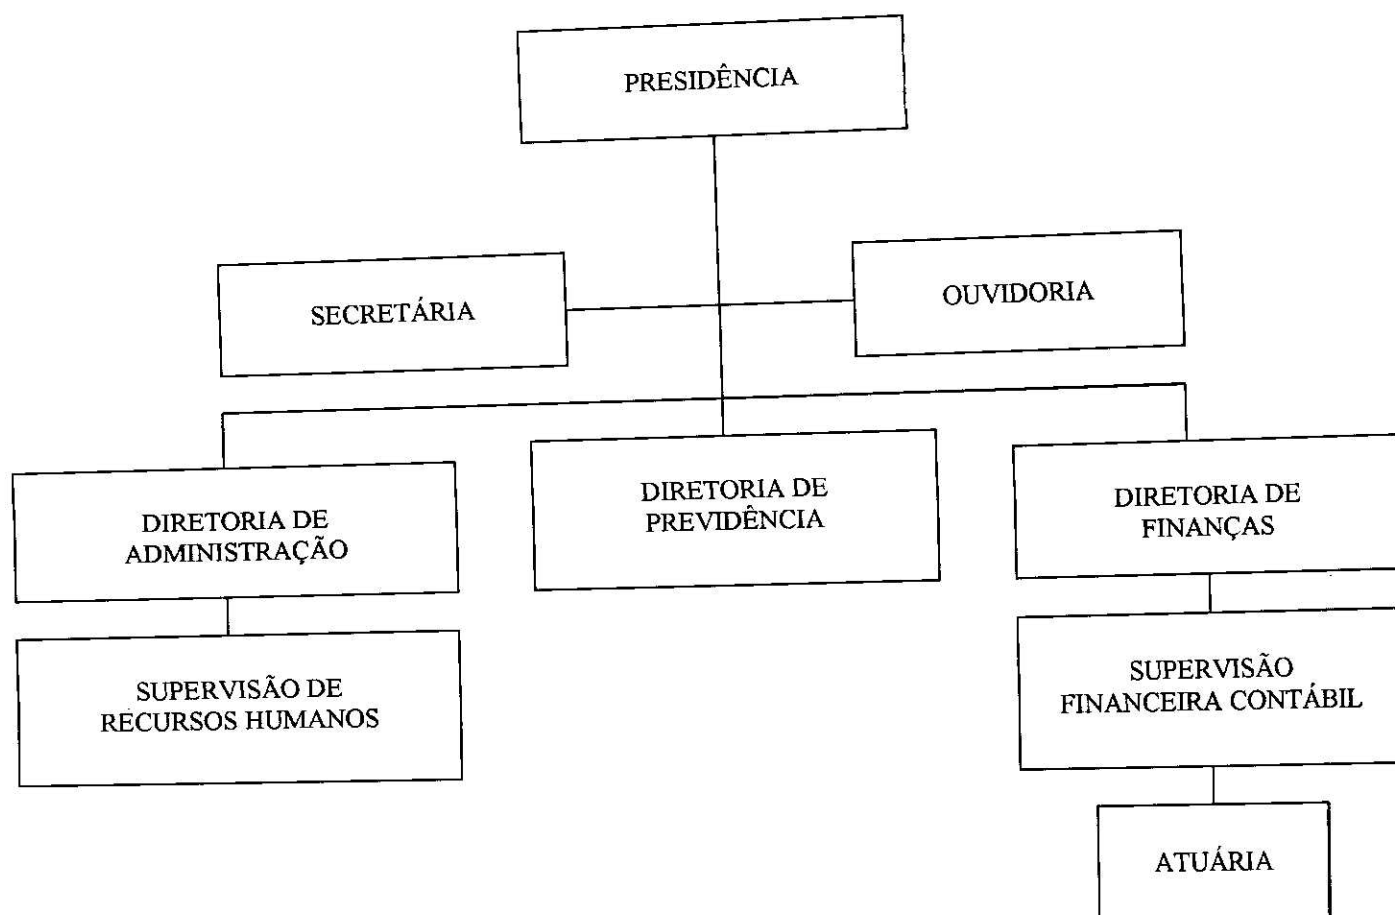 PRESIDÊNCIA
SECRETÁRIA
OUVIDORIA
DIRETORIA DE
ADMINISTRAÇÃO
DIRETORIA DE
PREVIDÊNCIA
DIRETORIA DE
FINANÇAS
SUPERVISÃO DE
RECURSOS HUMANOS
SUPERVISÃO
FINANCEIRA CONTÁBIL
ATUÁRIA